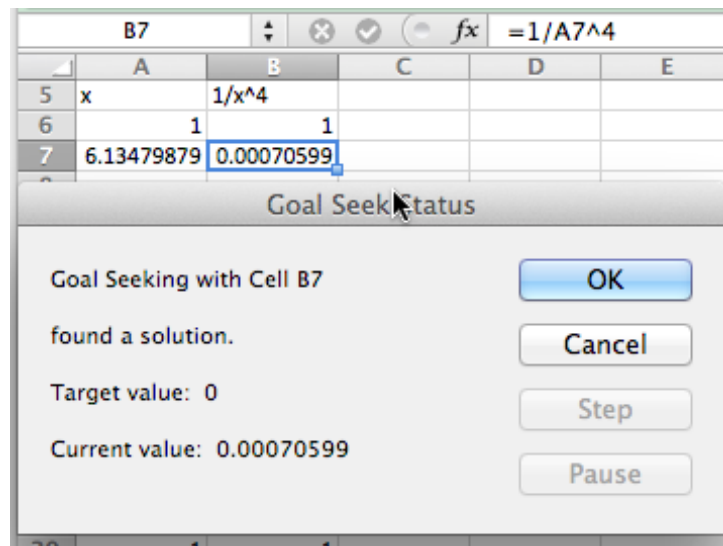 B7 fx =1/A7^4
A B C D E
5 x 1/x^4
6 1 1
7 6.13479879 0.00070599
Goal Seek Status
Goal Seeking with Cell B7
OK
found a solution.
Cancel
Target value: 0
Step
Current value: 0.00070599
Pause